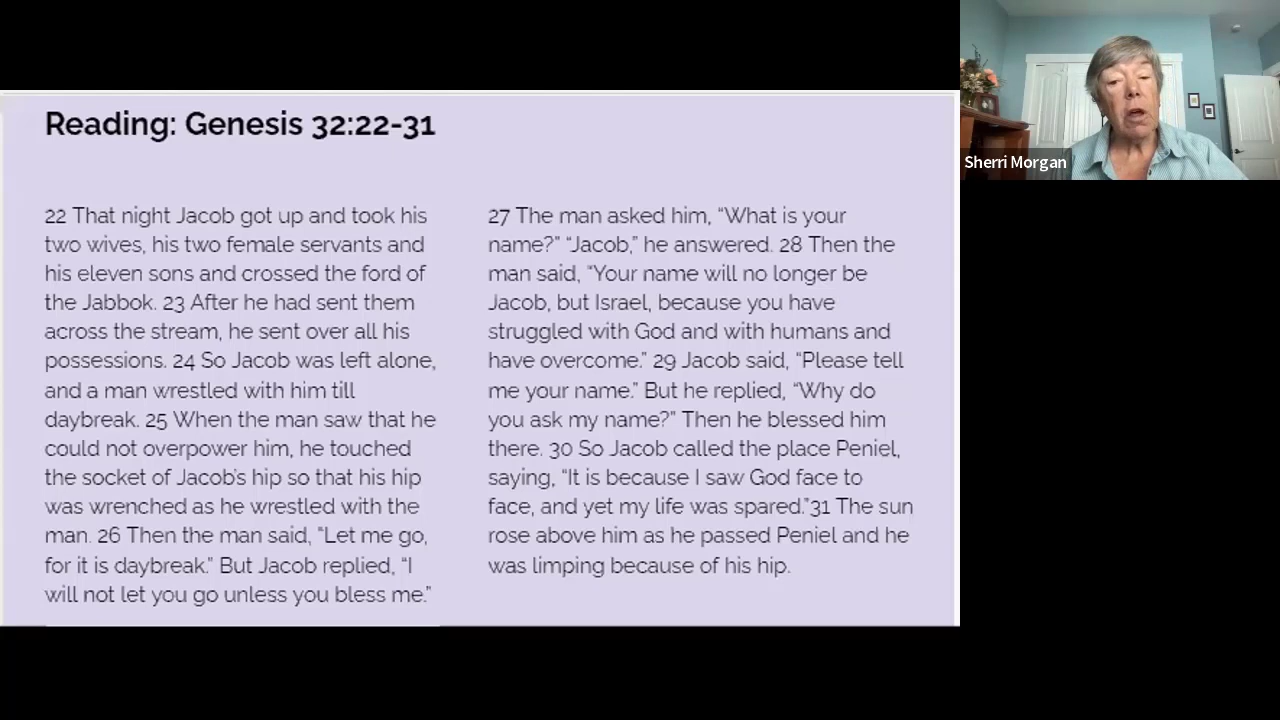 Reading: Genesis 32:22-31
22 That night Jacob got up and took his
two wives, his two female servants and
his eleven sons and crossed the ford of
the Jabbok. 23 After he had sent them
across the stream, he sent over all his
possessions. 24 So Jacob was left alone,
and a man wrestled with him till
daybreak. 25 When the man saw that he
could not overpower him, he touched
the socket of Jacob's hip so that his hip
was wrenched as he wrestled with the
man. 26 Then the man said, “Let me go,
for it is daybreak.” But Jacob replied, “I
will not let you go unless you bless me.”
27 The man asked him, “What is your
name?” “Jacob,” he answered. 28 Then the
man said, “Your name will no longer be
Jacob, but Israel, because you have
struggled with God and with humans and
have overcome.” 29 Jacob said, “Please tell
me your name.” But he replied, “Why do
you ask my name?” Then he blessed him
there. 30 So Jacob called the place Peniel,
saying, “It is because I saw God face to
face, and yet my life was spared.”31 The sun
rose above him as he passed Peniel and he
was limping because of his hip.
Sherri Morgan